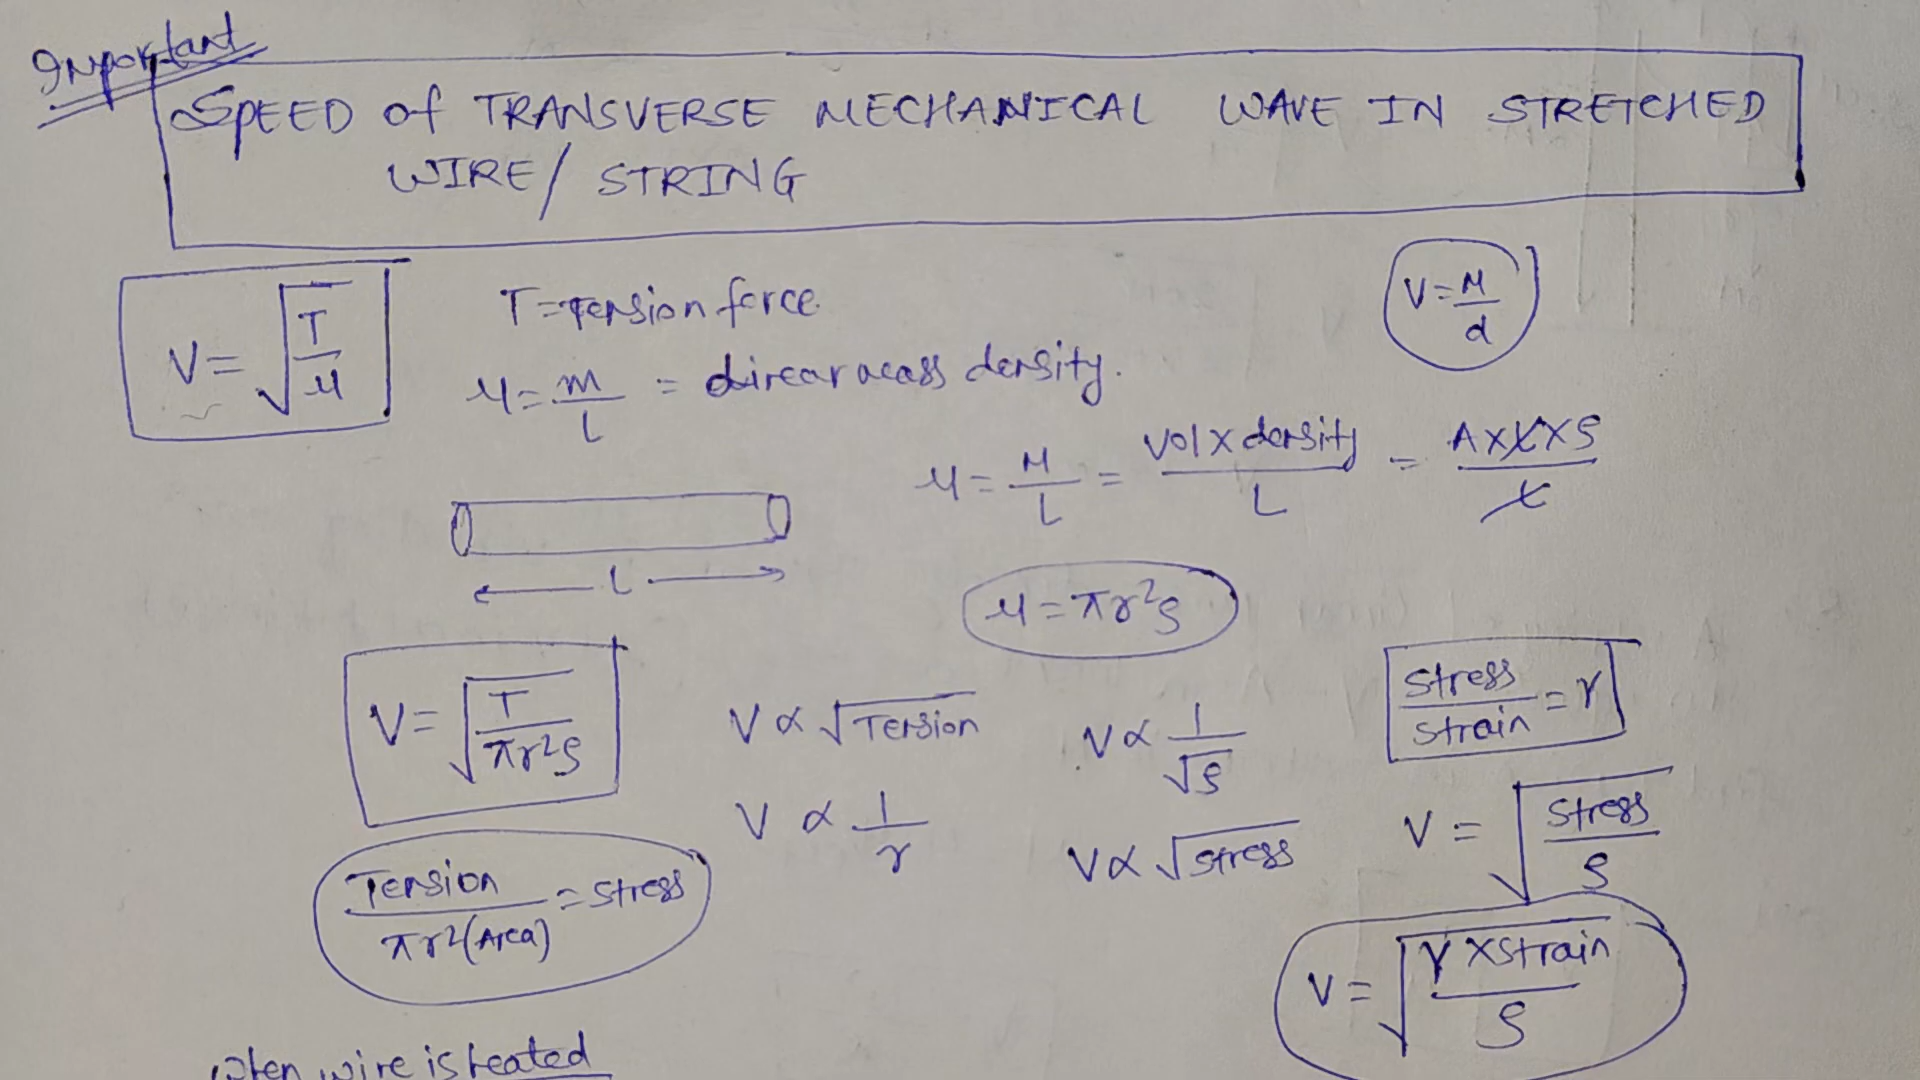 Important
SPEED of TRANSVERSE MECHANICAL WAVE IN STRETCHED
WIRE/ STRING
V = √(T/μ)
T = Tension force
V = M/d
μ = m/L = Linear mass density.
μ = M/L = Vol x density/L = A x L x ρ/L
L
μ = πr²ρ
V = √(T/πr²ρ)
V ∝ √Tension
V ∝ 1/√ρ
Stress/Strain = Y
V ∝ 1/r
V ∝ √stress
V = √(Stress/ρ)
Tension/πr²(Area) = stress
V = √(Y x strain/ρ)
When wire is heated